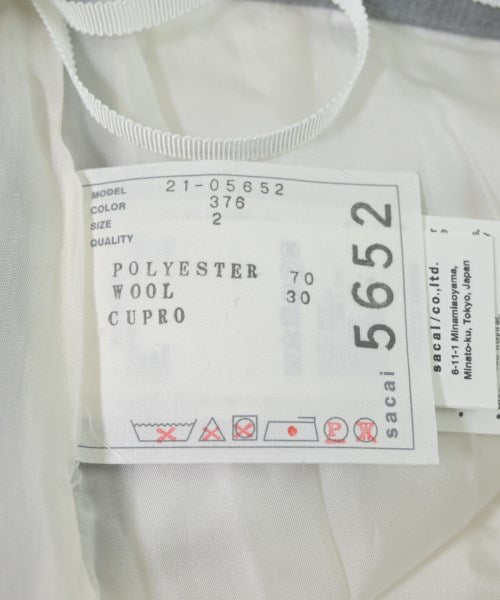 MODEL 21-05652
COLOR 376
SIZE 2
QUALITY
POLYESTER 70
WOOL 30
CUPRO
P W
sacai 5652
sacai/co.,ltd.
6-11-1 Minamiaoyama,
Minato-ku, Tokyo, Japan